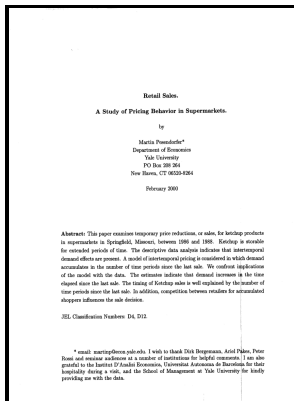 Retail Sales.
A Study of Pricing Behavior in Supermarkets.
by
Martin Pesendorfer*
Department of Economics
Yale University
PO Box 208 264
New Haven, CT 06520-8264
February 2000
Abstract: This paper examines temporary price reductions, or sales, for ketchup products
in supermarkets in Springfield, Missouri, between 1986 and 1988. Ketchup is storable
for extended periods of time. The descriptive data analysis indicates that intertemporal
demand effects are present. A model of intertemporal pricing is considered in which demand
accumulates in the number of time periods since the last sale. We confront implications
of the model with the data. The estimates indicate that demand increases in the time
elapsed since the last sale. The timing of Ketchup sales is well explained by the number of
time periods since the last sale. In addition, competition between retailers for accumulated
shoppers influences the sale decision.
JEL Classification Numbers: D4, D12.
* email: martinp@econ.yale.edu. I wish to thank Dirk Bergemann, Ariel Pakes, Peter
Rossi and seminar audiences at a number of institutions for helpful comments. I am also
grateful to the Institut D'Analisi Economica, Universitat Autonoma de Barcelona for their
hospitality during a visit, and the School of Management at Yale University for kindly
providing me with the data.